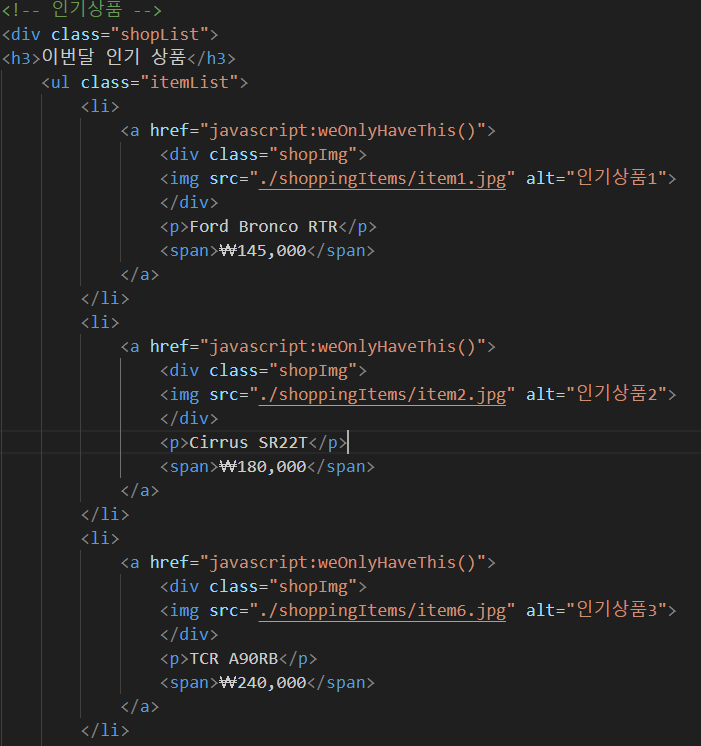 <!-- 인기상품 -->
<div class="shopList">
<h3>이번달 인기 상품</h3>
<ul class="itemList">
<li>
<a href="javascript:weOnlyHaveThis()">
<div class="shopImg">
<img src="./shoppingItems/item1.jpg" alt="인기상품1">
</div>
<p>Ford Bronco RTR</p>
<span>₩145,000</span>
</a>
</li>
<li>
<a href="javascript:weOnlyHaveThis()">
<div class="shopImg">
<img src="./shoppingItems/item2.jpg" alt="인기상품2">
</div>
<p>Cirrus SR22T</p>
<span>₩180,000</span>
</a>
</li>
<li>
<a href="javascript:weOnlyHaveThis()">
<div class="shopImg">
<img src="./shoppingItems/item6.jpg" alt="인기상품3">
</div>
<p>TCR A90RB</p>
<span>₩240,000</span>
</a>
</li>